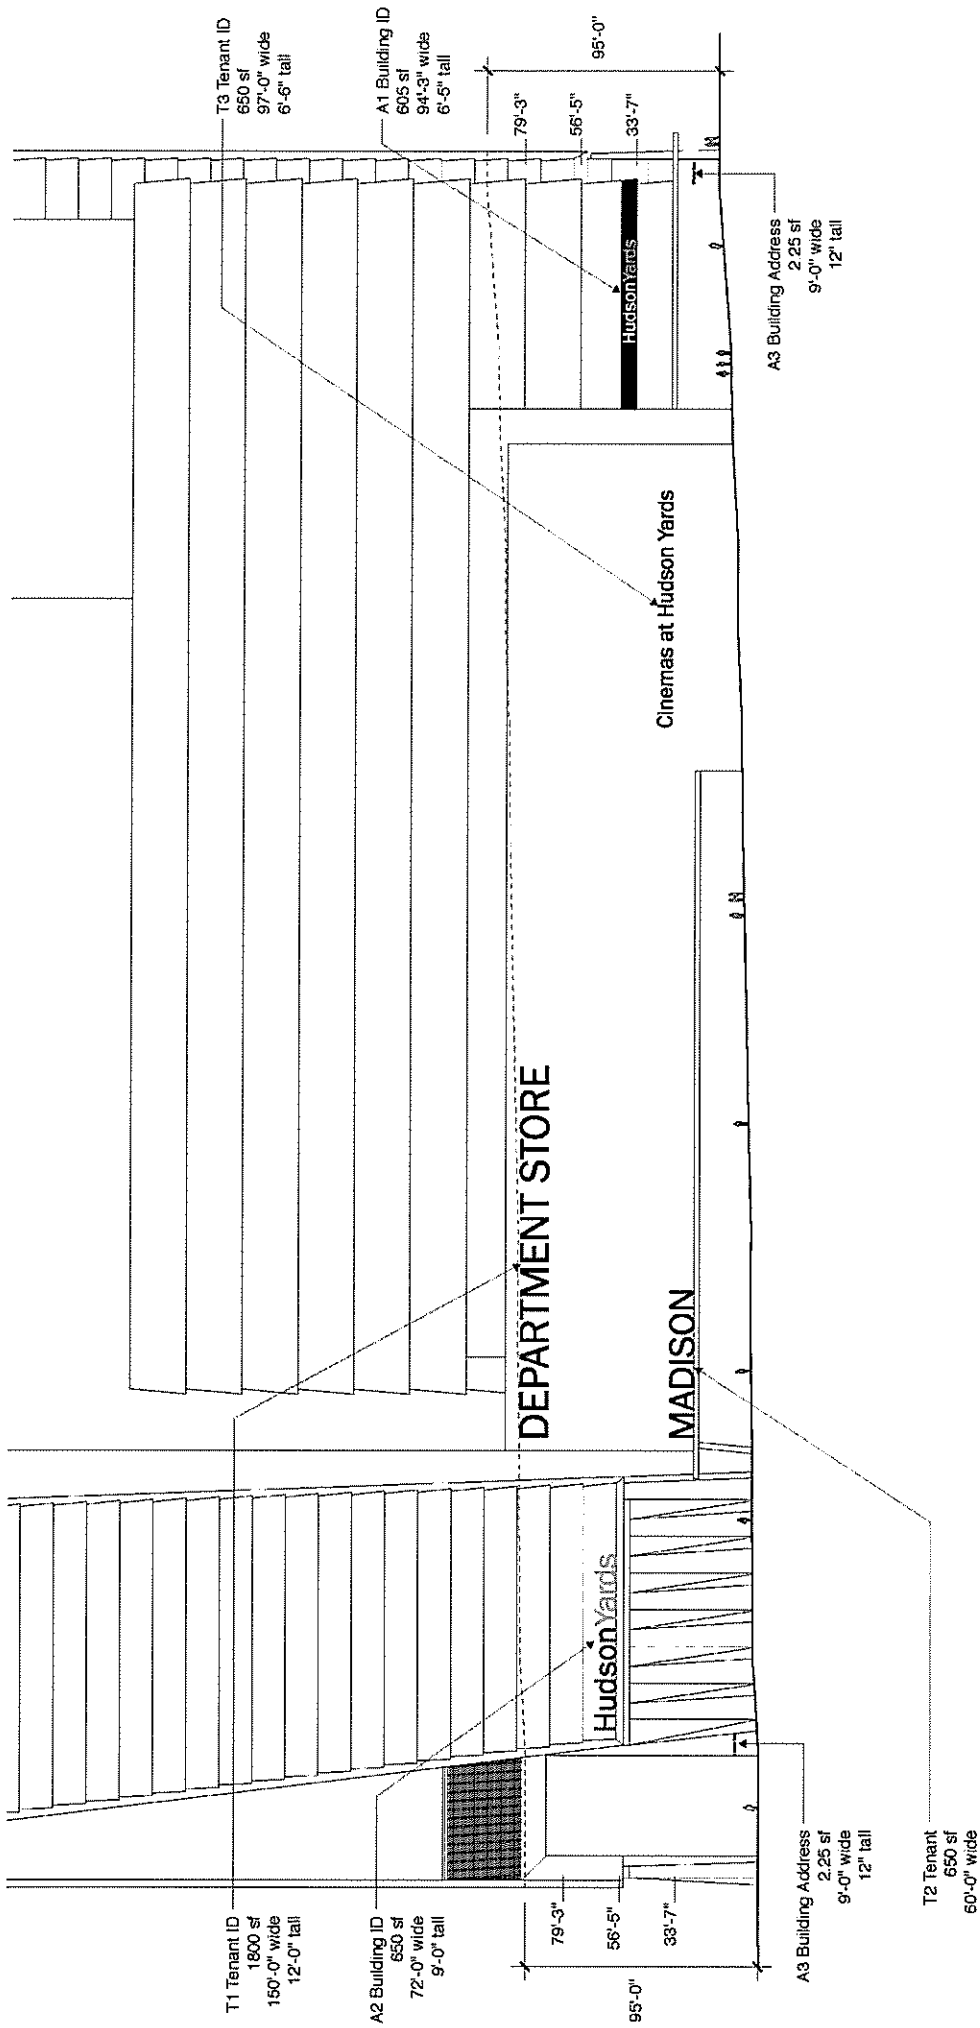 T1 Tenant ID
1800 sf
150'-0" wide
12'-0" tall
A2 Building ID
650 sf
72'-0" wide
9'-0" tall
79'-3"
56'-5"
33'-7"
95'-0"
A3 Building Address
2.25 sf
9'-0" wide
12" tall
T2 Tenant
650 sf
60'-0" wide
HudsonYards
DEPARTMENT STORE
MADISON
Cinemas at Hudson Yards
HudsonYards
T3 Tenant ID
650 sf
97'-0" wide
6'-6" tall
A1 Building ID
605 sf
94'-3" wide
6'-5" tall
95'-0"
79'-3"
56'-5"
33'-7"
A3 Building Address
2.25 sf
9'-0" wide
12" tall